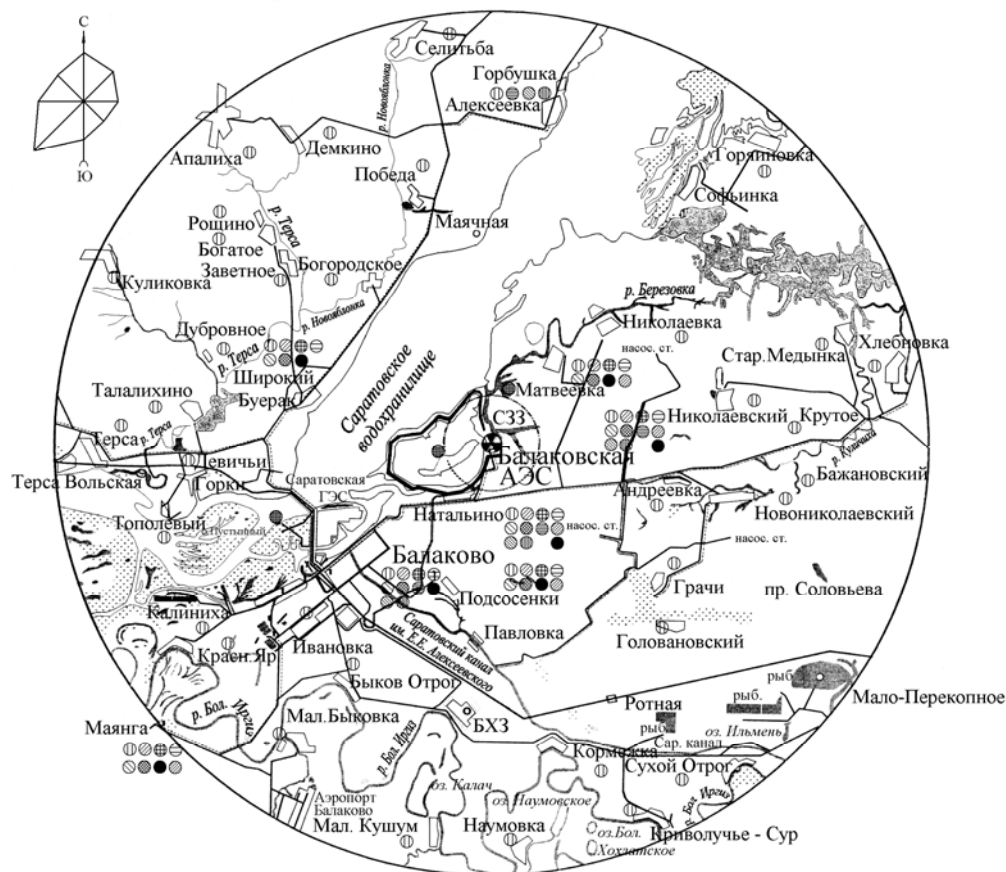 С
Ю
Селитьба
р. Новояблонка
Горбушка
Алексеевка
Апалиха
Демкино
Победа
Маячная
Горяиновка
Софьинка
Рощино
р. Терса
Богатое
Заветное
Богородское
Куликовка
р. Новояблонка
р. Березовка
Николаевка
насос. ст.
Дубровное
р. Терса
Широкий
Буерак
Саратовское
водохранилище
Стар.Медынка
Хлебновка
Талалихино
Матвеевка
СЗЗ
Николаевский
Крутое
Терса
р. Терса
Балаковская
АЭС
р. Кулечиха
Терса Вольская
Девичьи
Горки
Саратовская
ГЭС
Андреевка
Бажановский
Новониколаевский
Тополевый
о.Пустынный
Натальино
насос. ст.
насос. ст.
Балаково
Подсосенки
Грачи
пр. Соловьева
Калиниха
Саратовский канал
им. Е.Е. Алексеевского
Павловка
Головановский
Красн.Яр
Ивановка
Быков Отрог
рыб.
Мало-Перекопное
р. Бол. Иргиз
Маянга
Мал.Быковка
р. Бол. Иргиз
БХЗ
Ротная
рыб.
рыб.
оз. Ильмень
Сар. канал
Кормежка
Сухой Отрог
оз. Калач
оз. Наумовское
р. Бол. Иргиз
Аэропорт
Балаково
Мал. Кушум
Наумовка
оз.Бол.
Хохлатское
Криволучье - Сур